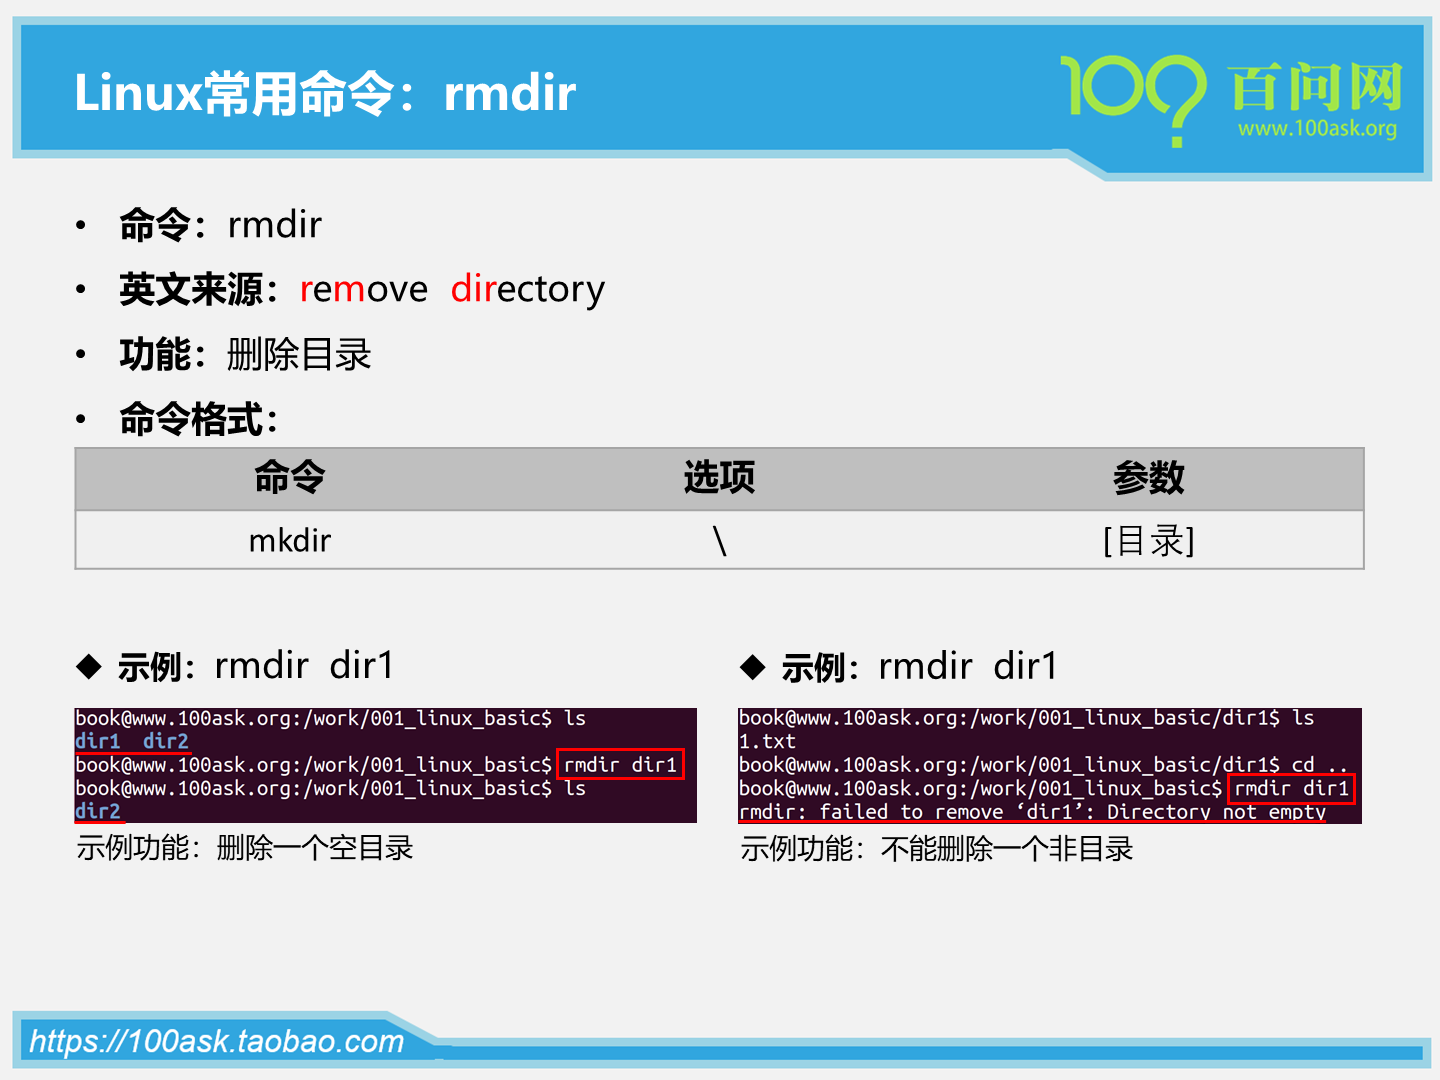 Linux常用命令：rmdir
100?
百问网
www.100ask.org
• 命令：rmdir
• 英文来源：remove directory
• 功能：删除目录
• 命令格式：
命令 选项 参数
mkdir \ [目录]
◆ 示例：rmdir dir1
book@www.100ask.org:/work/001_linux_basic$ ls
dir1 dir2
book@www.100ask.org:/work/001_linux_basic$ rmdir dir1
book@www.100ask.org:/work/001_linux_basic$ ls
dir2
示例功能：删除一个空目录
◆ 示例：rmdir dir1
book@www.100ask.org:/work/001_linux_basic/dir1$ ls
1.txt
book@www.100ask.org:/work/001_linux_basic/dir1$ cd ..
book@www.100ask.org:/work/001_linux_basic$ rmdir dir1
rmdir: failed to remove ‘dir1’: Directory not empty
示例功能：不能删除一个非目录
https://100ask.taobao.com